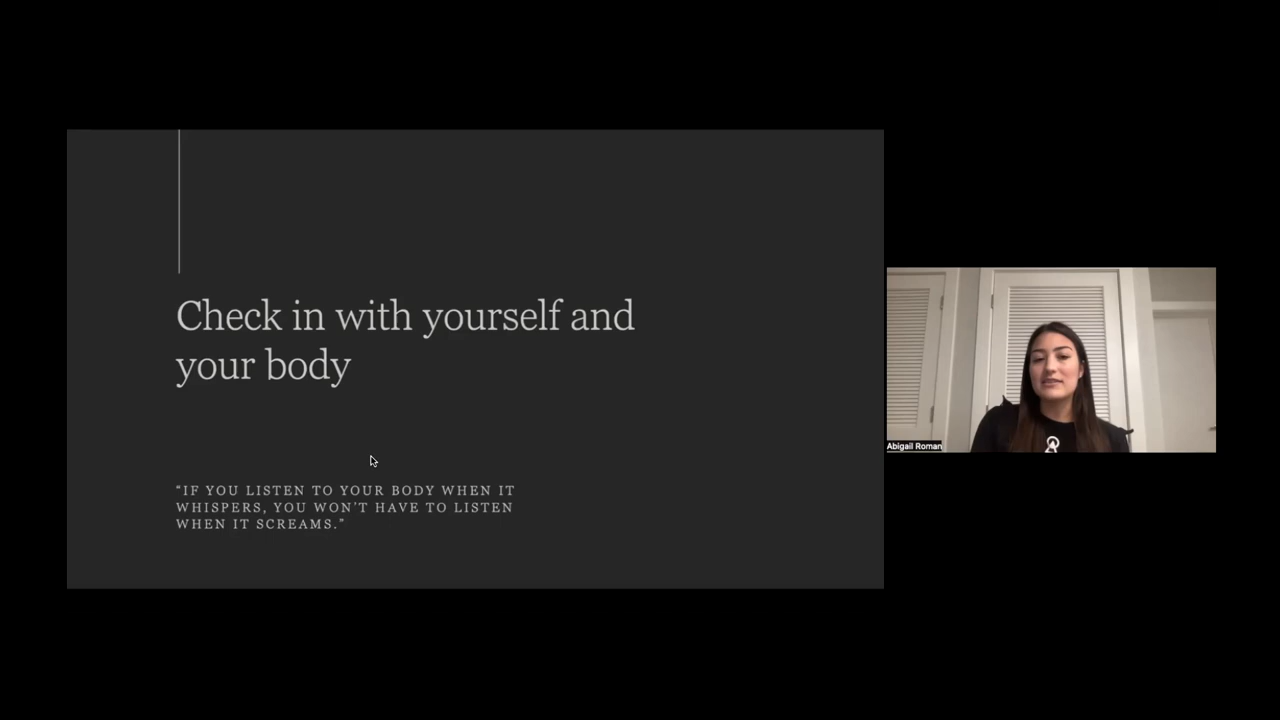 Check in with yourself and
your body
“IF YOU LISTEN TO YOUR BODY WHEN IT
WHISPERS, YOU WON’T HAVE TO LISTEN
WHEN IT SCREAMS.”
Abigail Roman